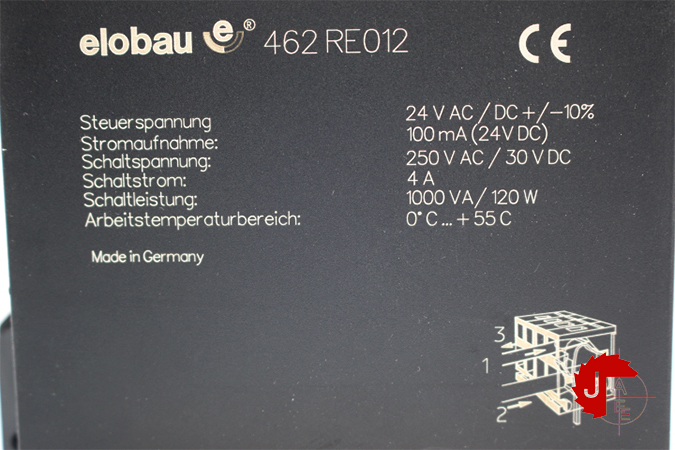 elobau e® 462 RE012 CE
Steuerspannung 24 V AC / DC +/-10%
Stromaufnahme: 100 mA (24V DC)
Schaltspannung: 250 V AC / 30 V DC
Schaltstrom: 4 A
Schaltleistung: 1000 VA / 120 W
Arbeitstemperaturbereich: 0° C ... + 55 C
Made in Germany
3
1
2
J